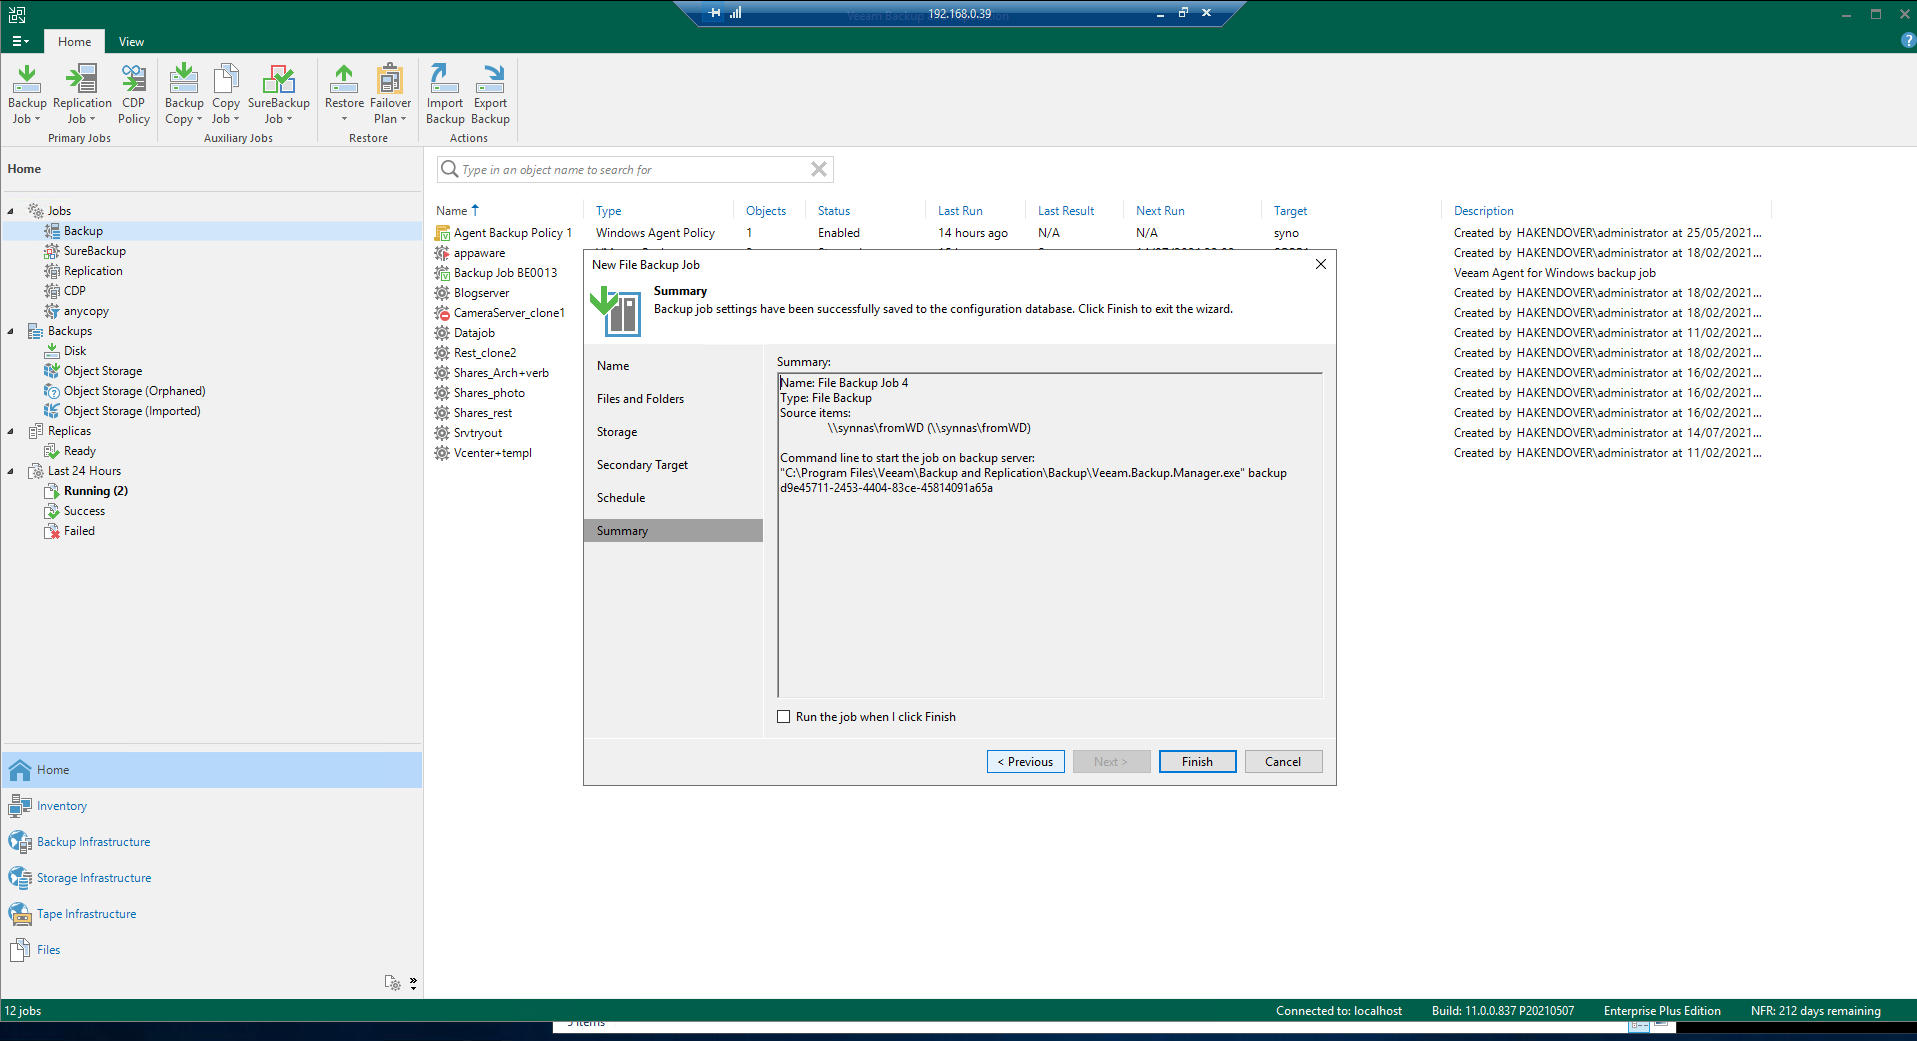 192.168.0.39
Home
View
Backup Job
Replication Job
CDP Policy
Backup Copy
Copy Job
SureBackup Job
Restore
Failover Plan
Import Backup
Export Backup
Primary Jobs
Auxiliary Jobs
Restore
Actions
Home
Jobs
Backup
SureBackup
Replication
CDP
anycopy
Backups
Disk
Object Storage
Object Storage (Orphaned)
Object Storage (Imported)
Replicas
Ready
Last 24 Hours
Running (2)
Success
Failed
Home
Inventory
Backup Infrastructure
Storage Infrastructure
Tape Infrastructure
Files
Type in an object name to search for
Name Type Objects Status Last Run Last Result Next Run Target Description
Agent Backup Policy 1 Windows Agent Policy 1 Enabled 14 hours ago N/A N/A syno Created by HAKENDOVER\administrator at 25/05/2021...
appaware Created by HAKENDOVER\administrator at 18/02/2021...
Backup Job BE0013 Veeam Agent for Windows backup job
Blogserver Created by HAKENDOVER\administrator at 18/02/2021...
CameraServer_clone1 Created by HAKENDOVER\administrator at 18/02/2021...
Datajob Created by HAKENDOVER\administrator at 11/02/2021...
Rest_clone2 Created by HAKENDOVER\administrator at 18/02/2021...
Shares_Arch+verb Created by HAKENDOVER\administrator at 16/02/2021...
Shares_photo Created by HAKENDOVER\administrator at 16/02/2021...
Shares_rest Created by HAKENDOVER\administrator at 16/02/2021...
Srvtryout Created by HAKENDOVER\administrator at 14/07/2021...
Vcenter+templ Created by HAKENDOVER\administrator at 11/02/2021...
New File Backup Job
Summary
Backup job settings have been successfully saved to the configuration database. Click Finish to exit the wizard.
Name
Files and Folders
Storage
Secondary Target
Schedule
Summary
Summary:
Name: File Backup Job 4
Type: File Backup
Source items:
\\synnas\fromWD (\\synnas\fromWD)
Command line to start the job on backup server:
"C:\Program Files\Veeam\Backup and Replication\Backup\Veeam.Backup.Manager.exe" backup
d9e45711-2453-4404-83ce-45814091a65a
Run the job when I click Finish
< Previous
Next >
Finish
Cancel
12 jobs
Connected to: localhost
Build: 11.0.0.837 P20210507
Enterprise Plus Edition
NFR: 212 days remaining
items